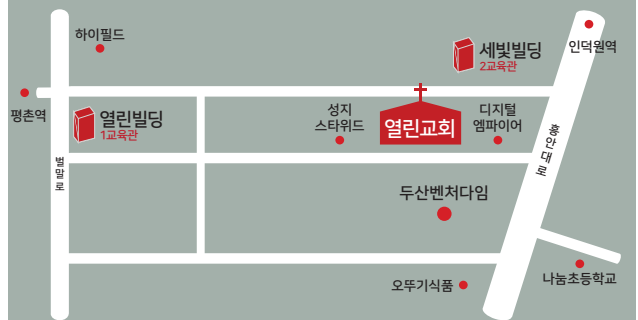 하이필드
인덕원역
세빛빌딩
2교육관
평촌역
열린빌딩
1교육관
성지
스타위드
열린교회
디지털
엠파이어
흥안대로
벌말로
두산벤처다임
나눔초등학교
오뚜기식품